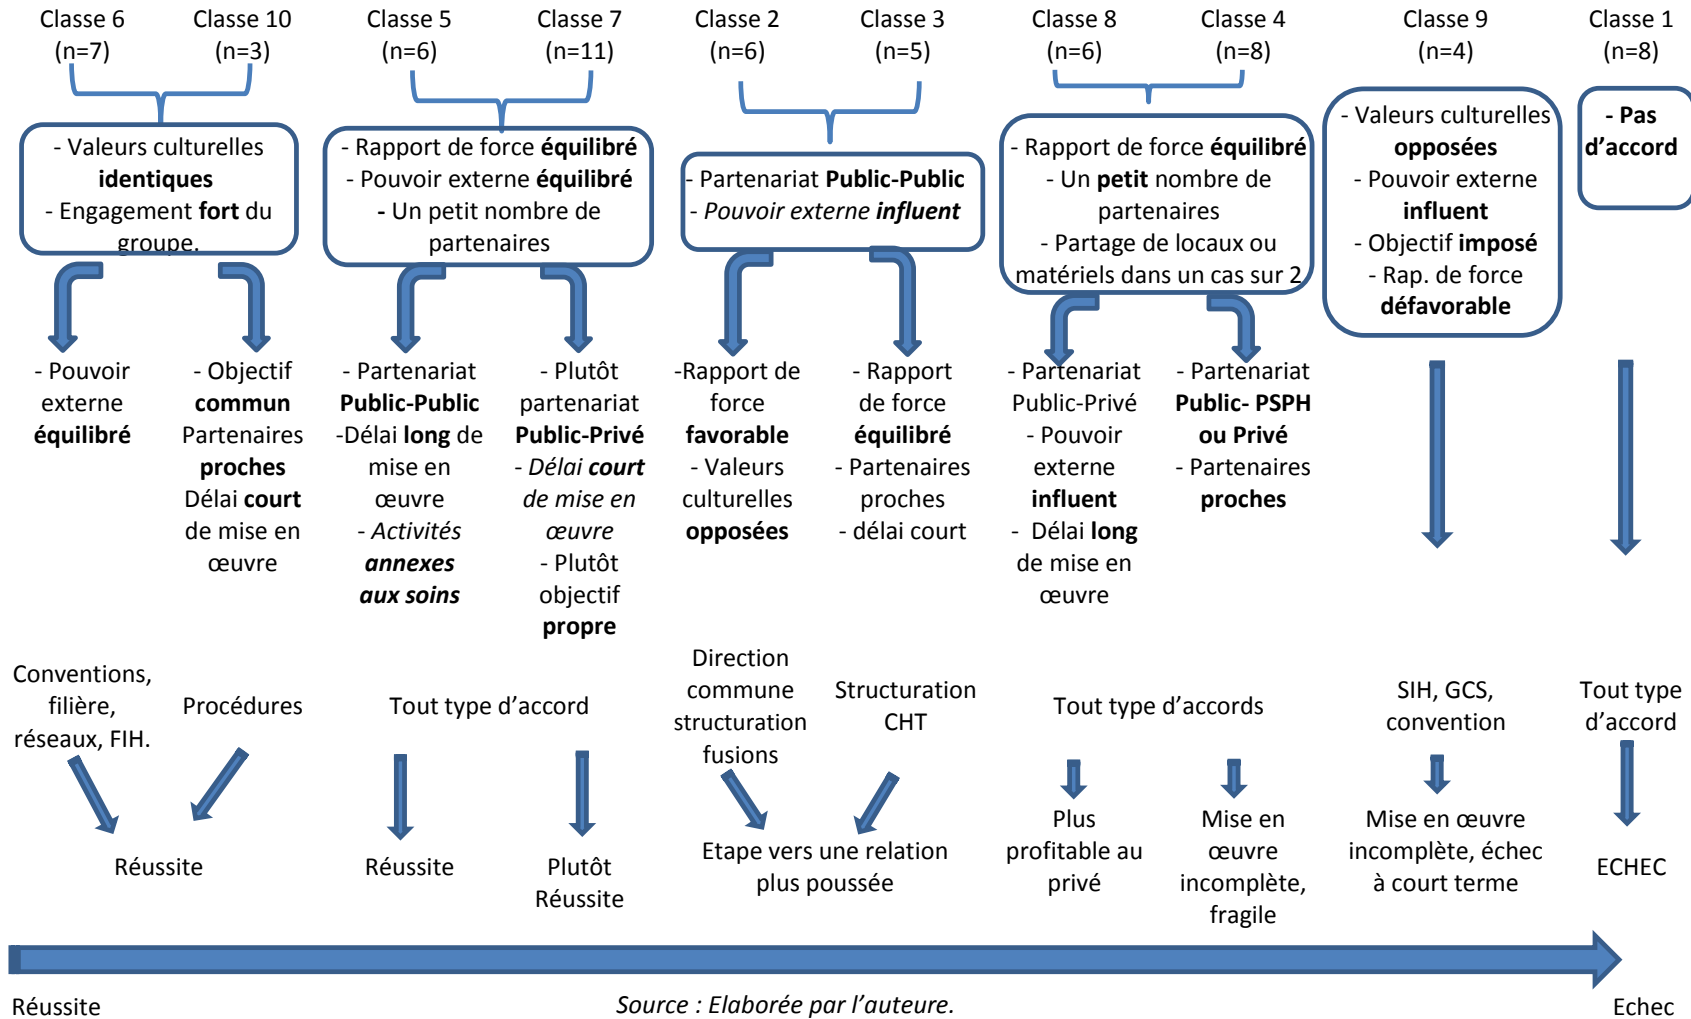 Classe 6
(n=7)
Classe 10
(n=3)
Classe 5
(n=6)
Classe 7
(n=11)
Classe 2
(n=6)
Classe 3
(n=5)
Classe 8
(n=6)
Classe 4
(n=8)
Classe 9
(n=4)
Classe 1
(n=8)
- Valeurs culturelles
identiques
- Engagement fort du
groupe.
- Rapport de force équilibré
- Pouvoir externe équilibré
- Un petit nombre de
partenaires
- Partenariat Public-Public
- Pouvoir externe influent
- Rapport de force équilibré
- Un petit nombre de
partenaires
- Partage de locaux ou
matériels dans un cas sur 2
- Valeurs culturelles
opposées
- Pouvoir externe
influent
- Objectif imposé
- Rap. de force
défavorable
- Pas
d’accord
- Pouvoir
externe
équilibré
- Objectif
commun
Partenaires
proches
Délai court
de mise en
œuvre
- Partenariat
Public-Public
-Délai long de
mise en
œuvre
- Activités
annexes
aux soins
- Plutôt
partenariat
Public-Privé
- Délai court
de mise en
œuvre
- Plutôt
objectif
propre
-Rapport de
force
favorable
- Valeurs
culturelles
opposées
- Rapport
de force
équilibré
- Partenaires
proches
- délai court
- Partenariat
Public-Privé
- Pouvoir
externe
influent
- Délai long
de mise en
œuvre
- Partenariat
Public- PSPH
ou Privé
- Partenaires
proches
Conventions,
filière,
réseaux, FIH.
Procédures
Tout type d’accord
Direction
commune
structuration
fusions
Structuration
CHT
Tout type d’accords
SIH, GCS,
convention
Tout type
d’accord
Réussite
Réussite
Plutôt
Réussite
Etape vers une relation
plus poussée
Plus
profitable au
privé
Mise en
œuvre
incomplète,
fragile
Mise en œuvre
incomplète, échec
à court terme
ECHEC
Réussite
Source : Elaborée par l’auteure.
Echec